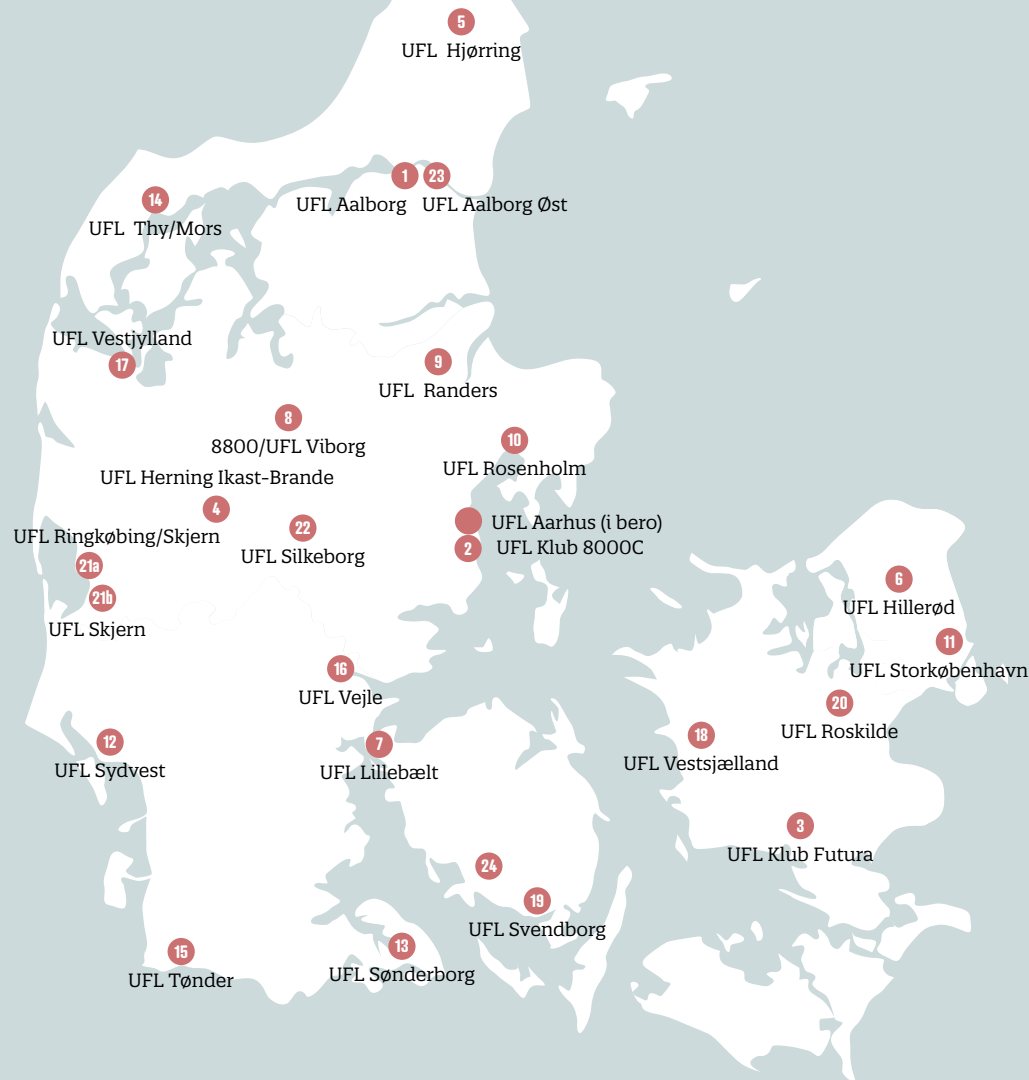 5
UFL Hjørring
1
23
UFL Aalborg
UFL Aalborg Øst
14
UFL Thy/Mors
UFL Vestjylland
17
9
UFL Randers
8
8800/UFL Viborg
10
UFL Rosenholm
UFL Herning Ikast-Brande
4
UFL Aarhus (i bero)
22
UFL Silkeborg
UFL Ringkøbing/Skjern
2
UFL Klub 8000C
21a
21b
UFL Skjern
6
UFL Hillerød
11
UFL Storkøbenhavn
16
UFL Vejle
20
UFL Roskilde
18
UFL Vestsjælland
12
UFL Sydvest
7
UFL Lillebælt
3
UFL Klub Futura
24
19
UFL Svendborg
15
UFL Tønder
13
UFL Sønderborg